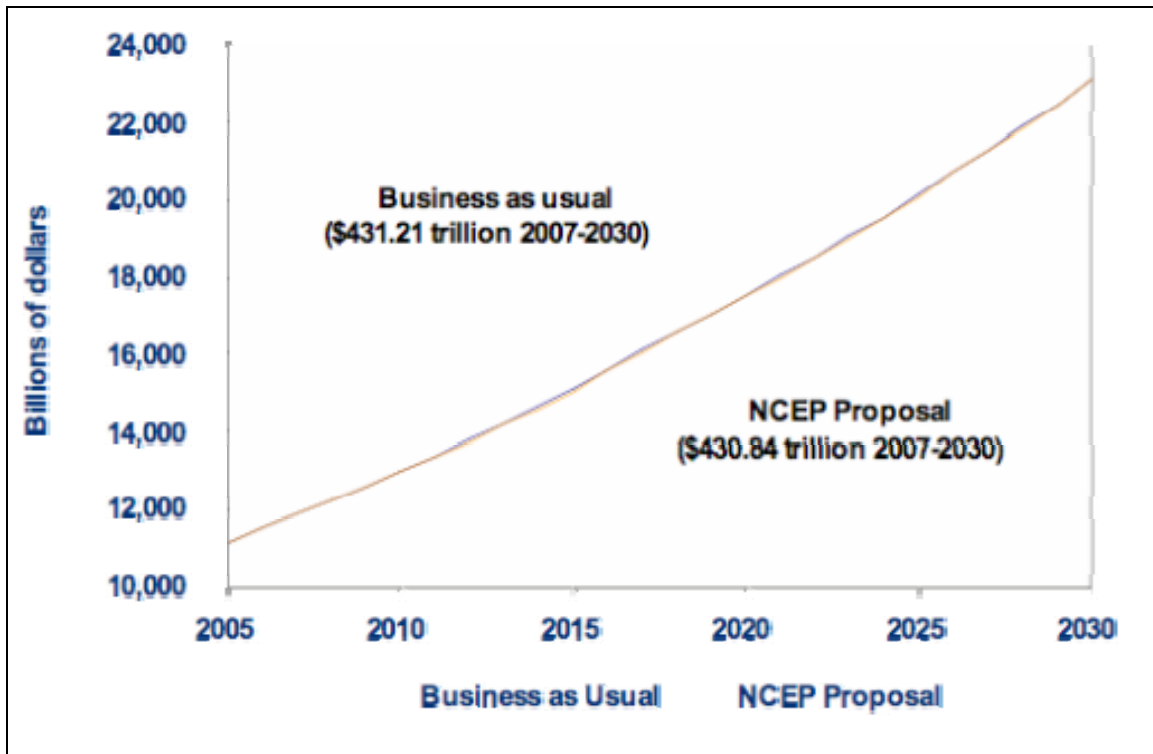 24,000
22,000
20,000
18,000
16,000
14,000
12,000
10,000
Billions of dollars
Business as usual
($431.21 trillion 2007-2030)
NCEP Proposal
($430.84 trillion 2007-2030)
2005 2010 2015 2020 2025 2030
Business as Usual NCEP Proposal